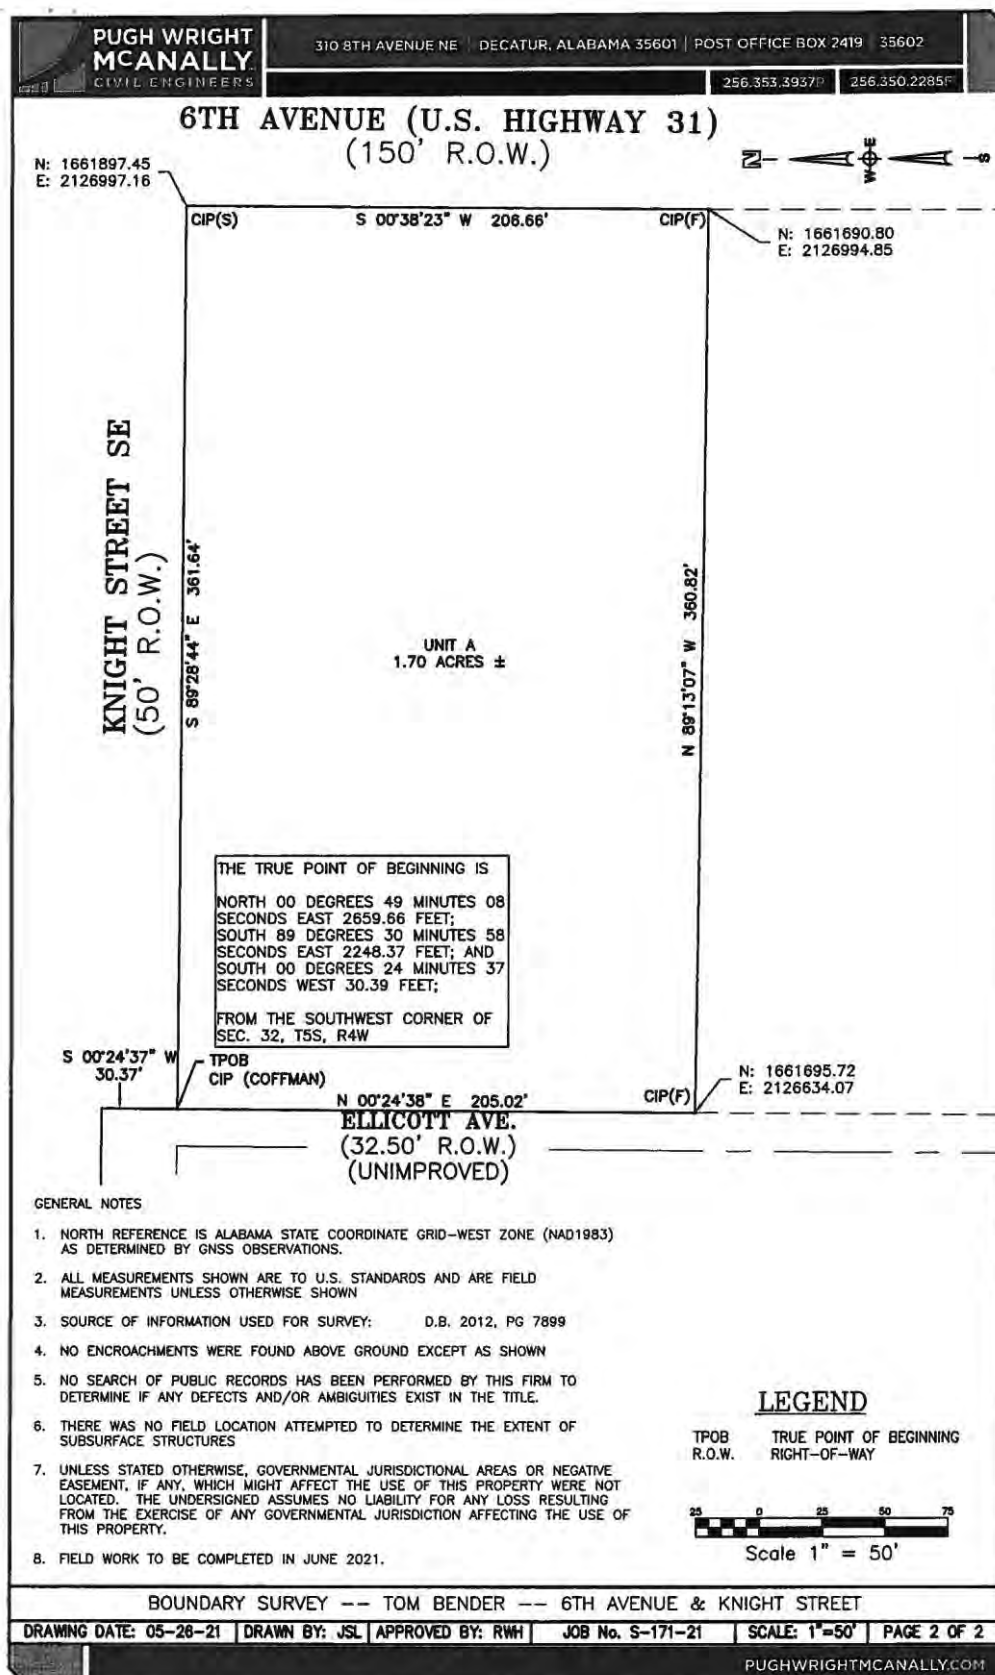 PUGH WRIGHT
MCANALLY
CIVIL ENGINEERS
310 8TH AVENUE NE | DECATUR, ALABAMA 35601 | POST OFFICE BOX 2419 | 35602
256.353.3937P
256.350.2285F
6TH AVENUE (U.S. HIGHWAY 31)
(150' R.O.W.)
N
W
E
S
N: 1661897.45
E: 2126997.16
CIP(S)
S 00°38'23" W 206.66'
CIP(F)
N: 1661690.80
E: 2126994.85
KNIGHT STREET SE
(50' R.O.W.)
S 89°28'44" E 361.64'
N 89°13'07" W 360.82'
UNIT A
1.70 ACRES ±
THE TRUE POINT OF BEGINNING IS
NORTH 00 DEGREES 49 MINUTES 08
SECONDS EAST 2659.66 FEET;
SOUTH 89 DEGREES 30 MINUTES 58
SECONDS EAST 2248.37 FEET; AND
SOUTH 00 DEGREES 24 MINUTES 37
SECONDS WEST 30.39 FEET;
FROM THE SOUTHWEST CORNER OF
SEC. 32, T5S, R4W
S 00°24'37" W
30.37'
TPOB
CIP (COFFMAN)
N 00°24'38" E 205.02'
CIP(F)
N: 1661695.72
E: 2126634.07
ELLICOTT AVE.
(32.50' R.O.W.)
(UNIMPROVED)
GENERAL NOTES
1. NORTH REFERENCE IS ALABAMA STATE COORDINATE GRID-WEST ZONE (NAD1983)
AS DETERMINED BY GNSS OBSERVATIONS.
2. ALL MEASUREMENTS SHOWN ARE TO U.S. STANDARDS AND ARE FIELD
MEASUREMENTS UNLESS OTHERWISE SHOWN
3. SOURCE OF INFORMATION USED FOR SURVEY: D.B. 2012, PG 7899
4. NO ENCROACHMENTS WERE FOUND ABOVE GROUND EXCEPT AS SHOWN
5. NO SEARCH OF PUBLIC RECORDS HAS BEEN PERFORMED BY THIS FIRM TO
DETERMINE IF ANY DEFECTS AND/OR AMBIGUITIES EXIST IN THE TITLE.
6. THERE WAS NO FIELD LOCATION ATTEMPTED TO DETERMINE THE EXTENT OF
SUBSURFACE STRUCTURES
7. UNLESS STATED OTHERWISE, GOVERNMENTAL JURISDICTIONAL AREAS OR NEGATIVE
EASEMENT, IF ANY, WHICH MIGHT AFFECT THE USE OF THIS PROPERTY WERE NOT
LOCATED. THE UNDERSIGNED ASSUMES NO LIABILITY FOR ANY LOSS RESULTING
FROM THE EXERCISE OF ANY GOVERNMENTAL JURISDICTION AFFECTING THE USE OF
THIS PROPERTY.
8. FIELD WORK TO BE COMPLETED IN JUNE 2021.
LEGEND
TPOB TRUE POINT OF BEGINNING
R.O.W. RIGHT-OF-WAY
25 0 25 50 75
Scale 1" = 50'
BOUNDARY SURVEY -- TOM BENDER -- 6TH AVENUE & KNIGHT STREET
DRAWING DATE: 05-26-21 | DRAWN BY: JSL | APPROVED BY: RWH | JOB No. S-171-21 | SCALE: 1"=50' | PAGE 2 OF 2
PUGHWRIGHTMCANALLY.COM